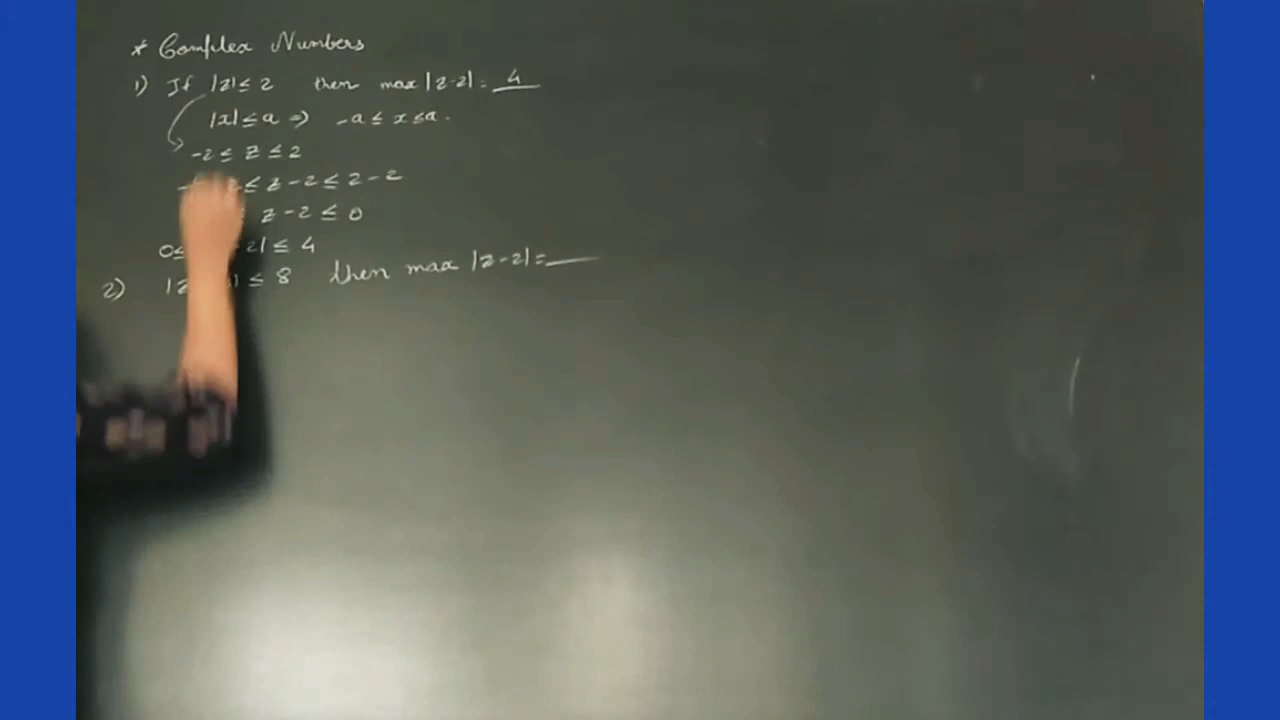 * Complex Numbers
1) If |z| ≤ 2 then max |z-2| = 4
|x| ≤ a => -a ≤ x ≤ a.
-2 ≤ z ≤ 2
≤ z - 2 ≤ 2 - 2
z - 2 ≤ 0
0 ≤ 2| ≤ 4
2) |z | ≤ 8 then max |z - 2| = ___